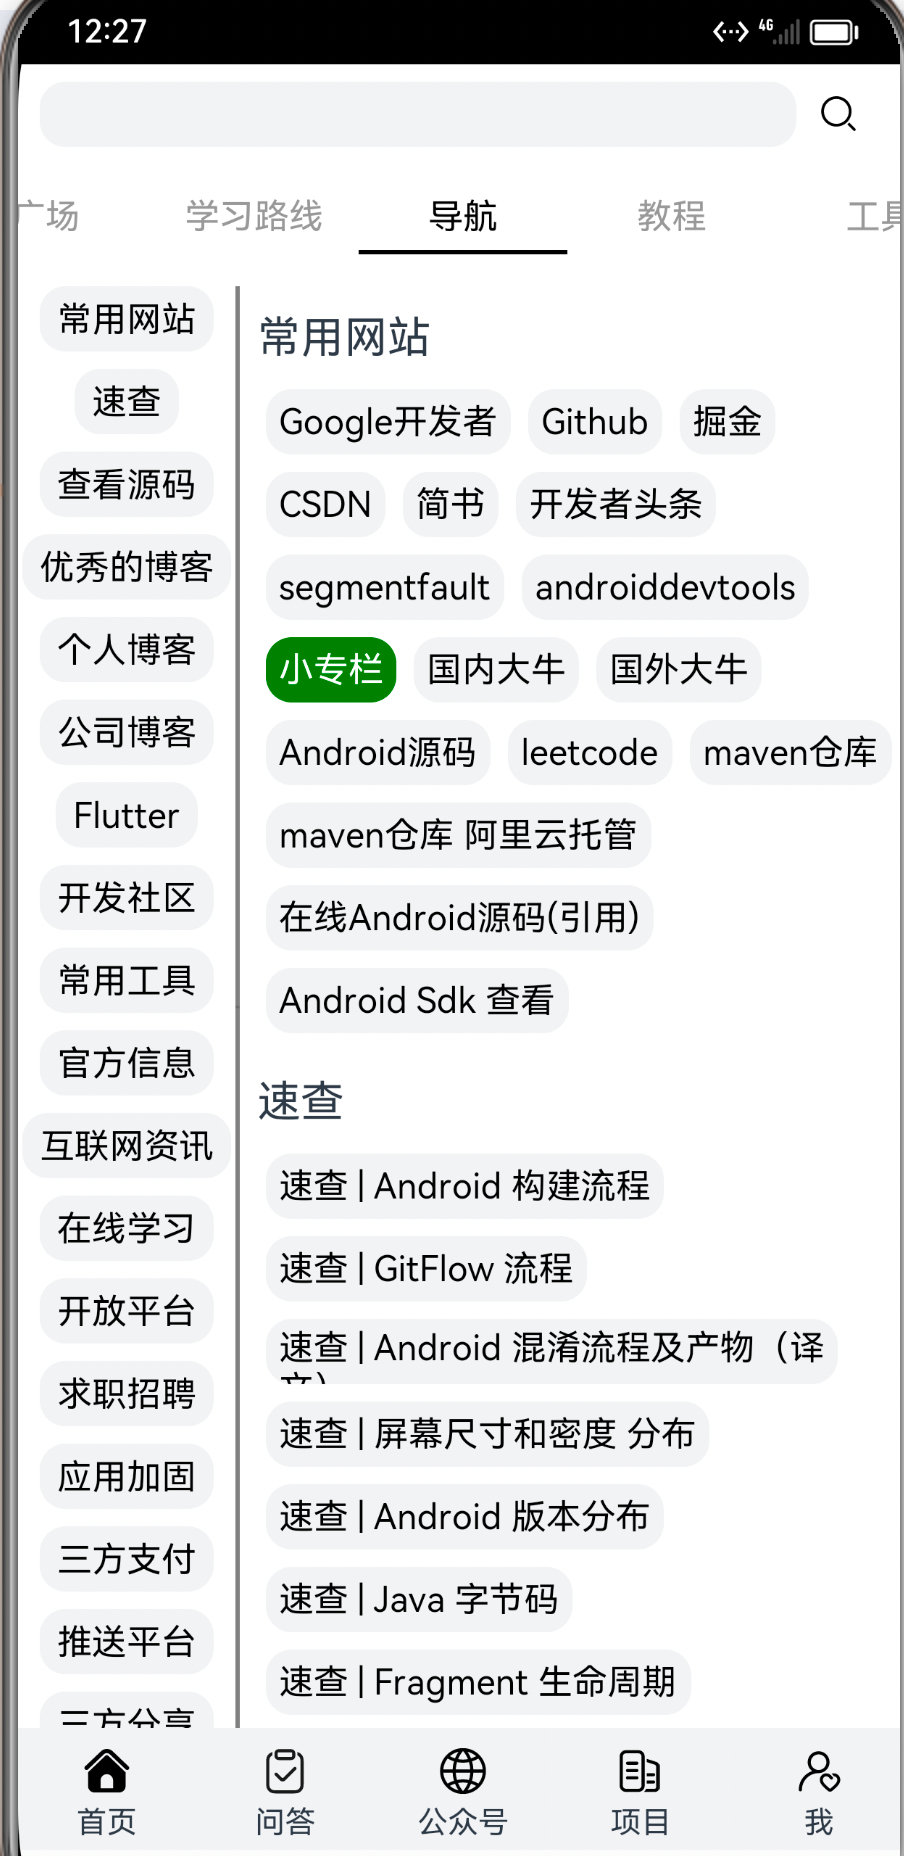 12:27
4G
广场 学习路线 导航 教程 工具
常用网站
速查
查看源码
优秀的博客
个人博客
公司博客
Flutter
开发社区
常用工具
官方信息
互联网资讯
在线学习
开放平台
求职招聘
应用加固
三方支付
推送平台
三方分享
常用网站
Google开发者 Github 掘金
CSDN 简书 开发者头条
segmentfault androiddevtools
小专栏 国内大牛 国外大牛
Android源码 leetcode maven仓库
maven仓库 阿里云托管
在线Android源码(引用)
Android Sdk 查看
速查
速查 | Android 构建流程
速查 | GitFlow 流程
速查 | Android 混淆流程及产物（译
文）
速查 | 屏幕尺寸和密度 分布
速查 | Android 版本分布
速查 | Java 字节码
速查 | Fragment 生命周期
首页 问答 公众号 项目 我